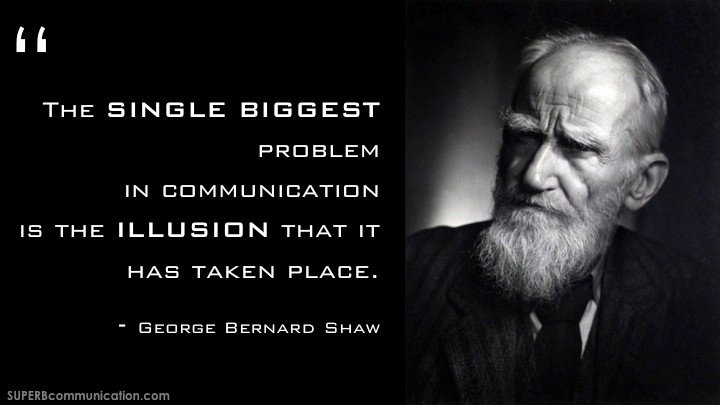 “
The SINGLE BIGGEST
PROBLEM
IN COMMUNICATION
IS THE ILLUSION THAT IT
HAS TAKEN PLACE.
- George Bernard Shaw
SUPERBcommunication.com